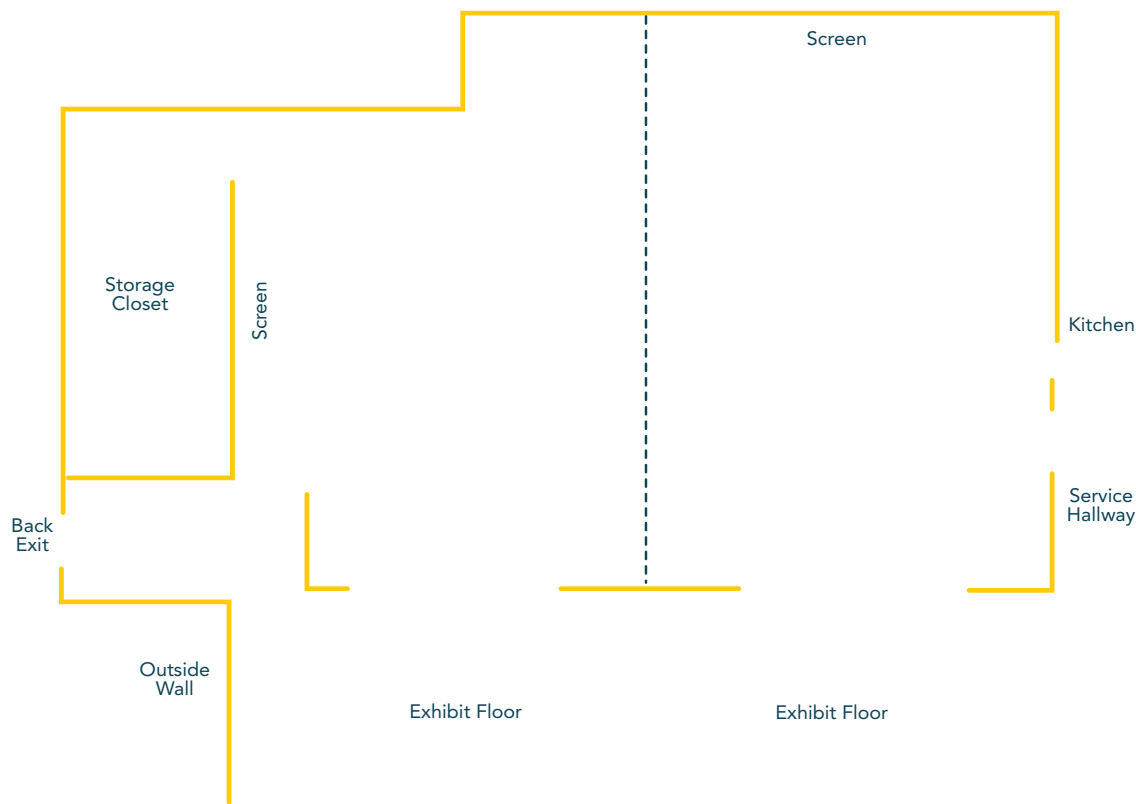 Screen
Storage
Closet
Screen
Kitchen
Service
Hallway
Back
Exit
Outside
Wall
Exhibit Floor
Exhibit Floor